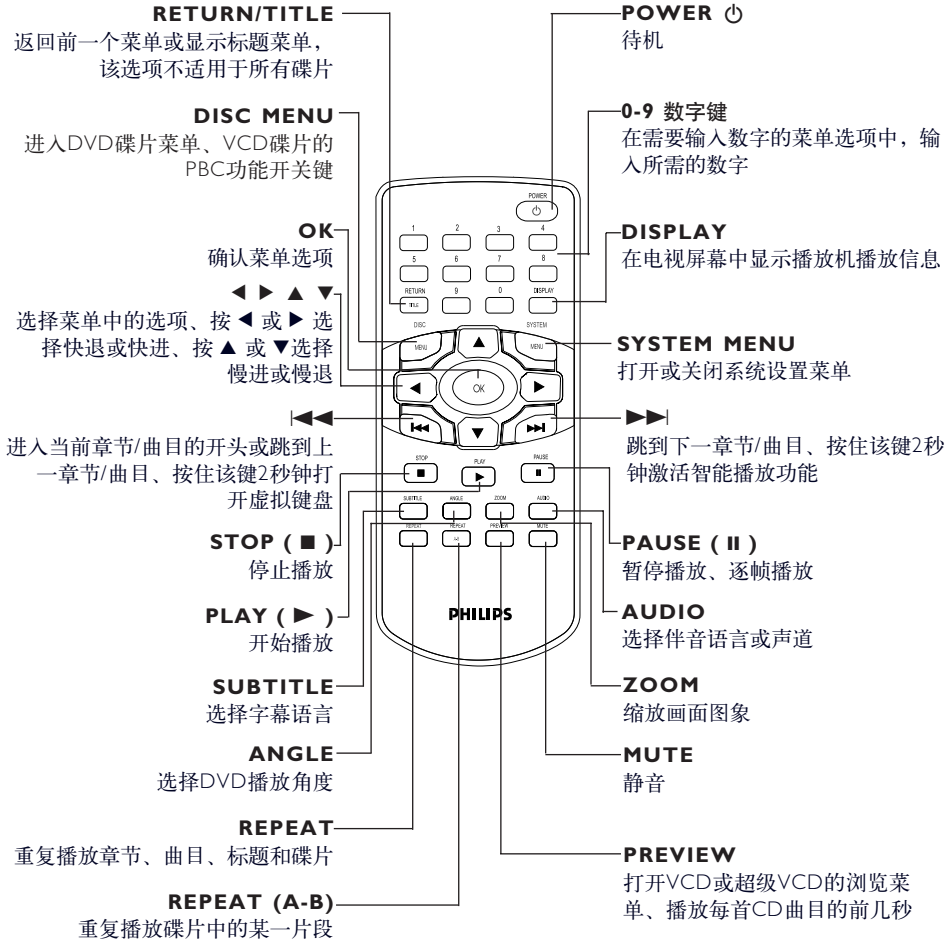 RETURN/TITLE
返回前一个菜单或显示标题菜单，
该选项不适用于所有碟片
DISC MENU
进入DVD碟片菜单、VCD碟片的
PBC功能开关键
OK
确认菜单选项
◀ ▶ ▲ ▼
选择菜单中的选项、按 ◀ 或 ▶ 选
择快退或快进、按 ▲ 或 ▼选择
慢进或慢退
|◀◀
进入当前章节/曲目的开头或跳到上
一章节/曲目、按住该键2秒钟打
开虚拟键盘
STOP ( ■ )
停止播放
PLAY ( ▶ )
开始播放
SUBTITLE
选择字幕语言
ANGLE
选择DVD播放角度
REPEAT
重复播放章节、曲目、标题和碟片
REPEAT (A-B)
重复播放碟片中的某一片段
POWER
1 2 3 4
5 6 7 8
RETURN 9 0 DISPLAY
TITLE
DISC SYSTEM
MENU MENU
OK
STOP PLAY PAUSE
SUBTITLE ANGLE ZOOM AUDIO
REPEAT REPEAT PREVIEW MUTE
PHILIPS
POWER ⏻
待机
0-9 数字键
在需要输入数字的菜单选项中，输
入所需的数字
DISPLAY
在电视屏幕中显示播放机播放信息
SYSTEM MENU
打开或关闭系统设置菜单
▶▶|
跳到下一章节/曲目、按住该键2秒
钟激活智能播放功能
PAUSE ( II )
暂停播放、逐帧播放
AUDIO
选择伴音语言或声道
ZOOM
缩放画面图象
MUTE
静音
PREVIEW
打开VCD或超级VCD的浏览菜
单、播放每首CD曲目的前几秒